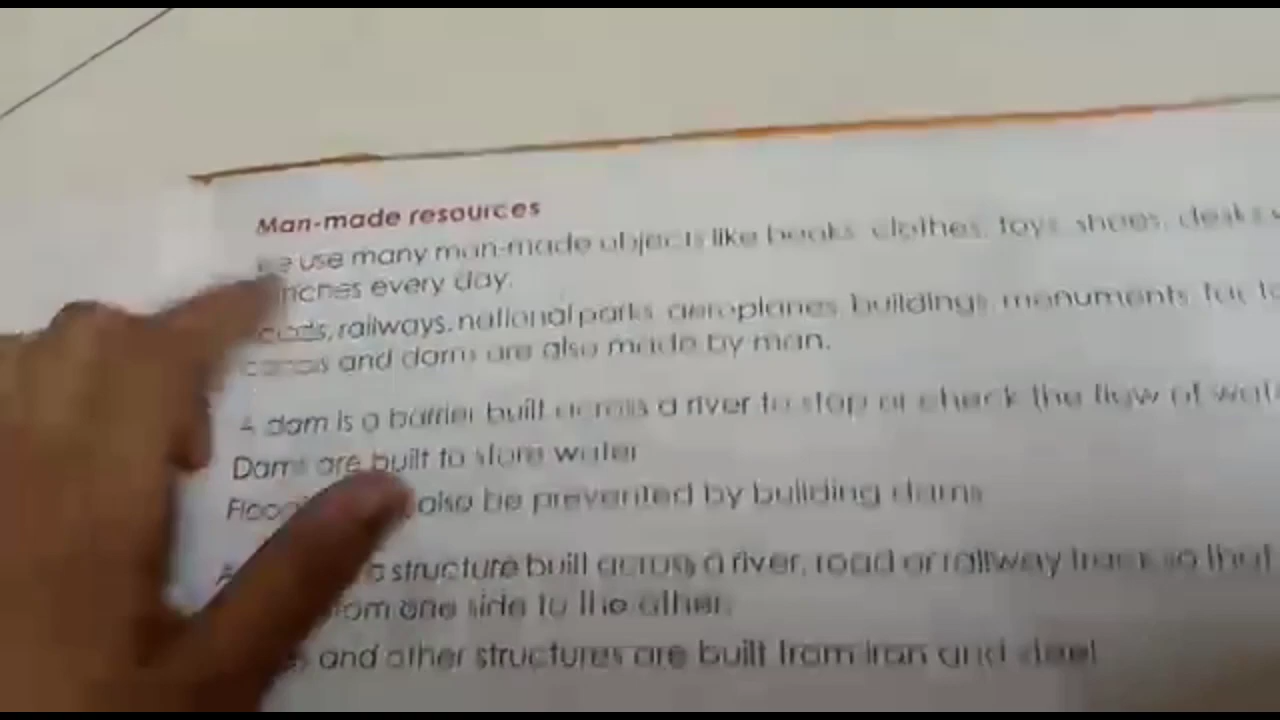 Man-made resources
use many man-made objects like books, clothes, toys, shoes, desks
every day.
railways, national parks, aeroplanes, buildings, monuments,
and dams are also made by man.
A dam is a barrier built across a river to stop or check the flow of
Dams are built to store water
also be prevented by building dams
a structure built across a river, road or railway track so that
from one side to the other.
and other structures are built from iron and steel